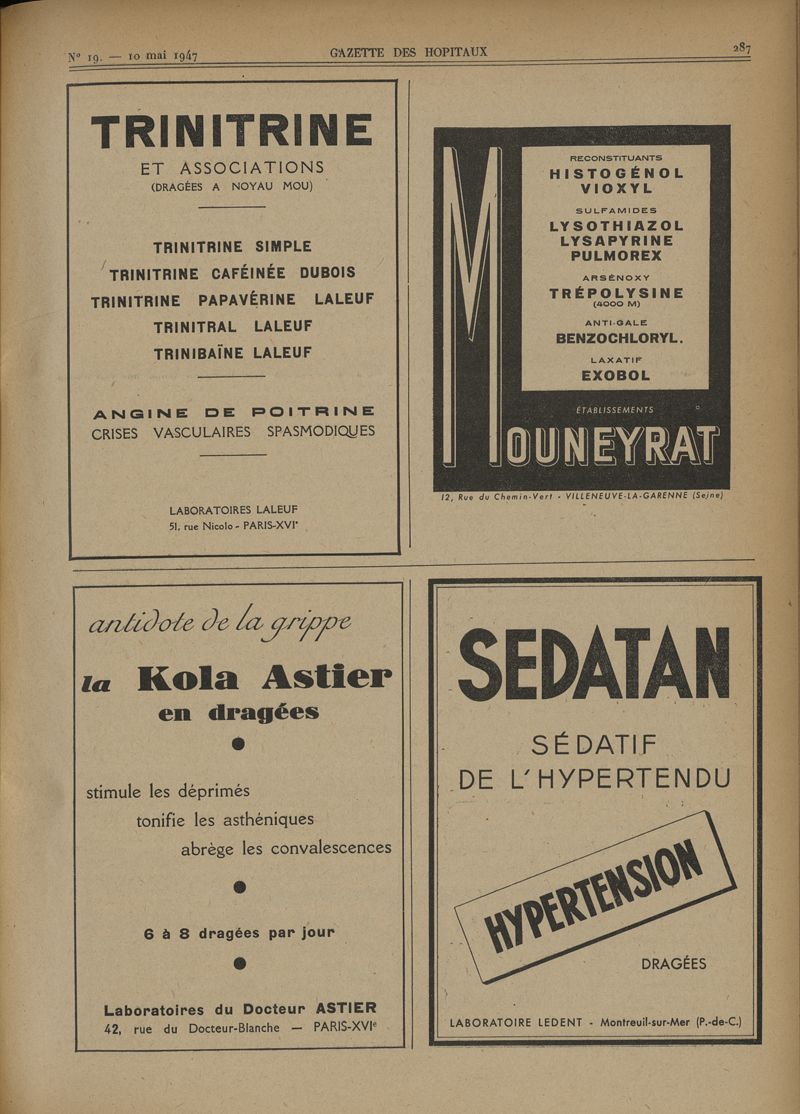 N° 19. — 10 mai 1947
GAZETTE DES HOPITAUX
287
TRINITRINE
ET ASSOCIATIONS
(DRAGÉES A NOYAU MOU)
TRINITRINE SIMPLE
TRINITRINE CAFÉINÉE DUBOIS
TRINITRINE PAPAVÉRINE LALEUF
TRINITRAL LALEUF
TRINIBAÏNE LALEUF
ANGINE DE POITRINE
CRISES VASCULAIRES SPASMODIQUES
LABORATOIRES LALEUF
51, rue Nicolo - PARIS-XVIe
RECONSTITUANTS
HISTOGÉNOL
VIOXYL
SULFAMIDES
LYSOTHIAZOL
LYSAPYRINE
PULMOREX
ARSÉNOXY
TRÉPOLYSINE
(4000 M)
ANTI-GALE
BENZOCHLORYL.
LAXATIF
EXOBOL
ÉTABLISSEMENTS
MOUNEYRAT
12, Rue du Chemin-Vert - VILLENEUVE-LA-GARENNE (Seine)
antidote de la grippe
la Kola Astier
en dragées
stimule les déprimés
tonifie les asthéniques
abrège les convalescences
6 à 8 dragées par jour
Laboratoires du Docteur ASTIER
42, rue du Docteur-Blanche — PARIS-XVIe
SEDATAN
SÉDATIF
DE L'HYPERTENDU
HYPERTENSION
DRAGÉES
LABORATOIRE LEDENT - Montreuil-sur-Mer (P.-de-C.)